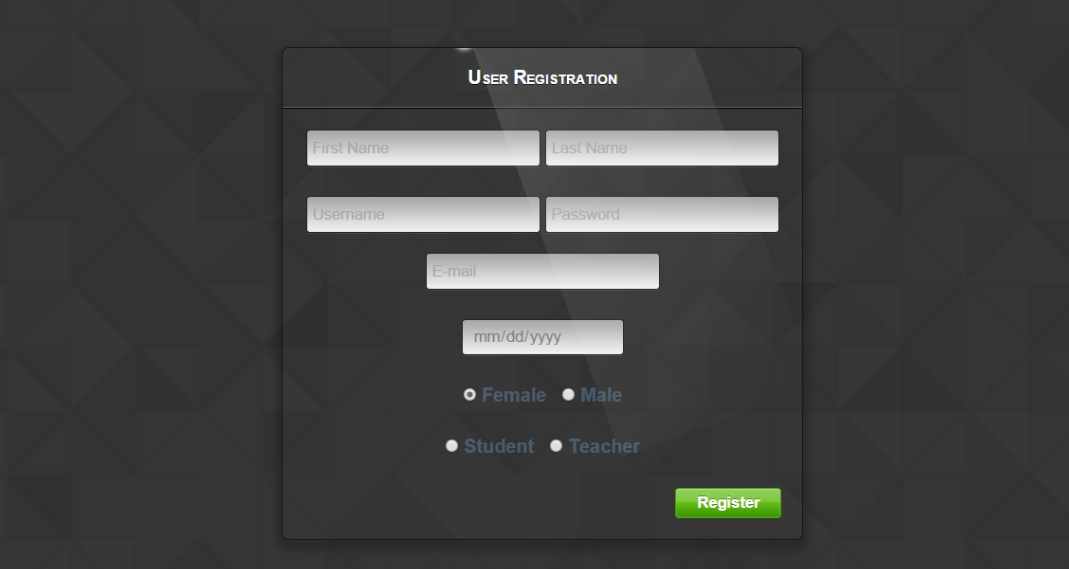 User Registration
First Name Last Name
Username Password
E-mail
mm/dd/yyyy
Female Male
Student Teacher
Register